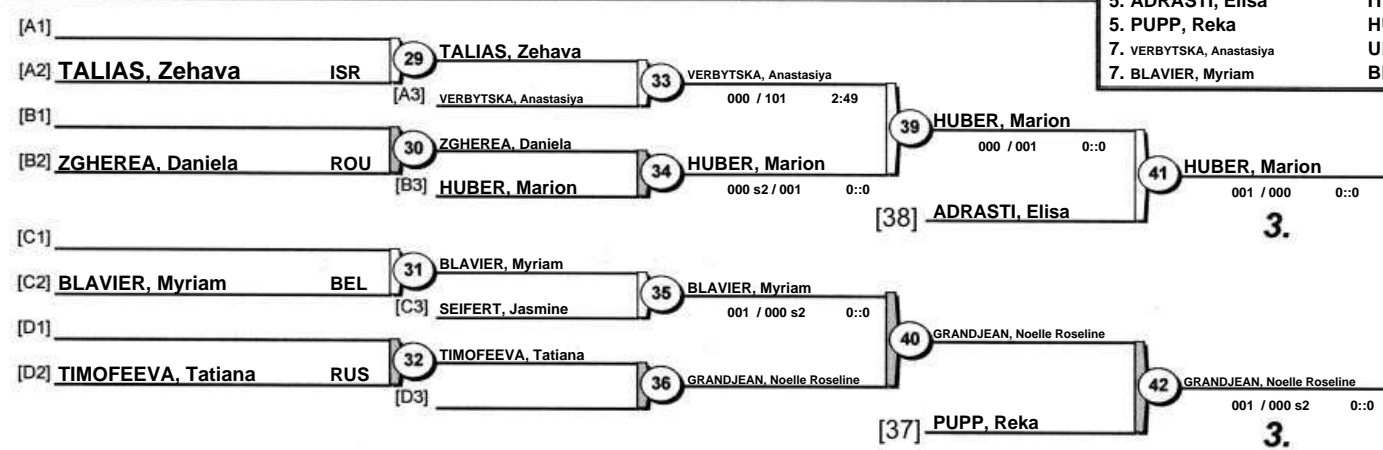 5. ADRASTI, Elisa
5. PUPP, Reka
7. VERBYTSKA, Anastasiya
7. BLAVIER, Myriam
[A1]
[A2] TALIAS, Zehava ISR
29
TALIAS, Zehava
[A3] VERBYTSKA, Anastasiya
33
VERBYTSKA, Anastasiya
000 / 101 2:49
[B1]
[B2] ZGHEREA, Daniela ROU
30
ZGHEREA, Daniela
[B3] HUBER, Marion
34
HUBER, Marion
000 s2 / 001 0::0
39
HUBER, Marion
000 / 001 0::0
[38] ADRASTI, Elisa
41
HUBER, Marion
001 / 000 0::0
3.
[C1]
[C2] BLAVIER, Myriam BEL
31
BLAVIER, Myriam
[C3] SEIFERT, Jasmine
35
BLAVIER, Myriam
001 / 000 s2 0::0
[D1]
[D2] TIMOFEEVA, Tatiana RUS
32
TIMOFEEVA, Tatiana
[D3]
36
GRANDJEAN, Noelle Roseline
40
GRANDJEAN, Noelle Roseline
[37] PUPP, Reka
42
GRANDJEAN, Noelle Roseline
001 / 000 s2 0::0
3.